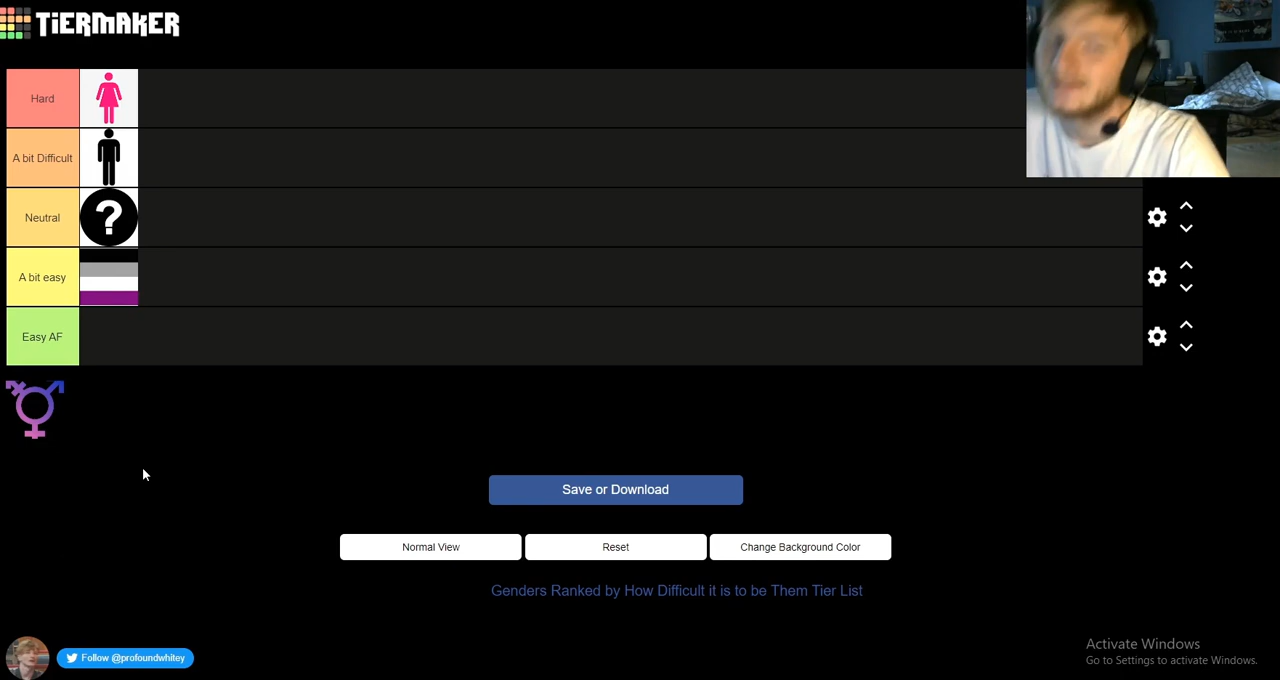 TIERMAKER
Hard
A bit Difficult
Neutral
?
A bit easy
Easy AF
Save or Download
Normal View
Reset
Change Background Color
Genders Ranked by How Difficult it is to be Them Tier List
Follow @profoundwhitey
Activate Windows
Go to Settings to activate Windows.